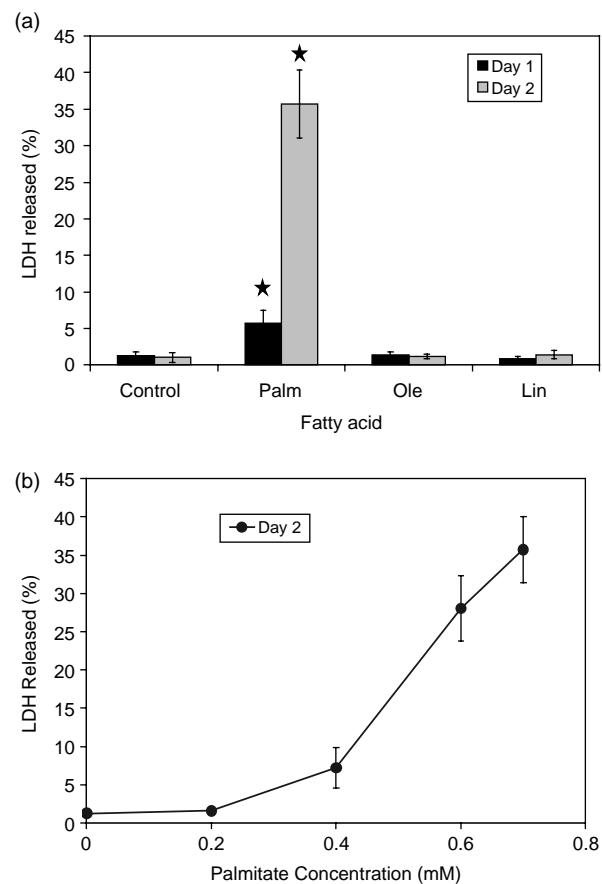 (a)
45
40
35
30
25
20
15
10
5
0
LDH released (%)
Day 1
Day 2
Control Palm Ole Lin
Fatty acid
(b)
45
40
35
30
25
20
15
10
5
0
LDH Released (%)
Day 2
0 0.2 0.4 0.6 0.8
Palmitate Concentration (mM)